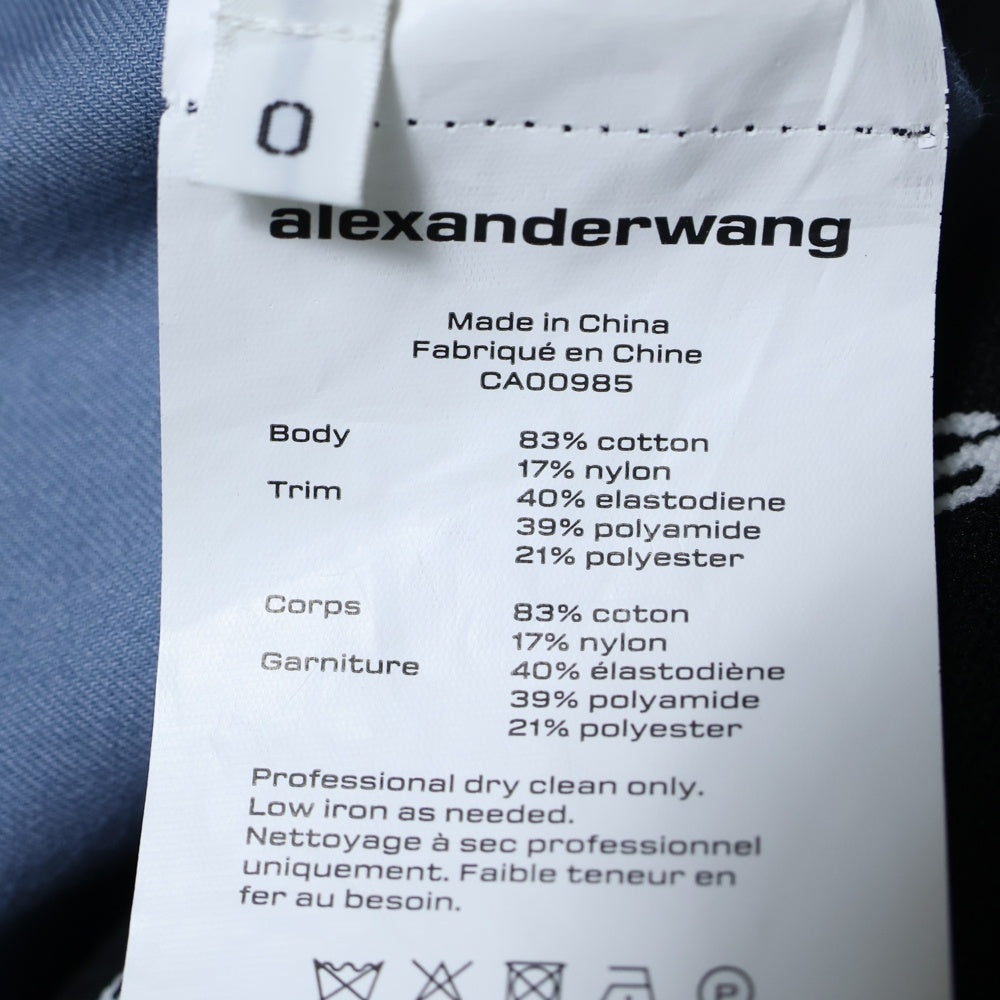 0
alexanderwang
Made in China
Fabriqué en Chine
CA00985
Body 83% cotton
17% nylon
Trim 40% elastodiene
39% polyamide
21% polyester
Corps 83% coton
17% nylon
Garniture 40% élastodiène
39% polyamide
21% polyester
Professional dry clean only.
Low iron as needed.
Nettoyage à sec professionnel
uniquement. Faible teneur en
fer au besoin.
P